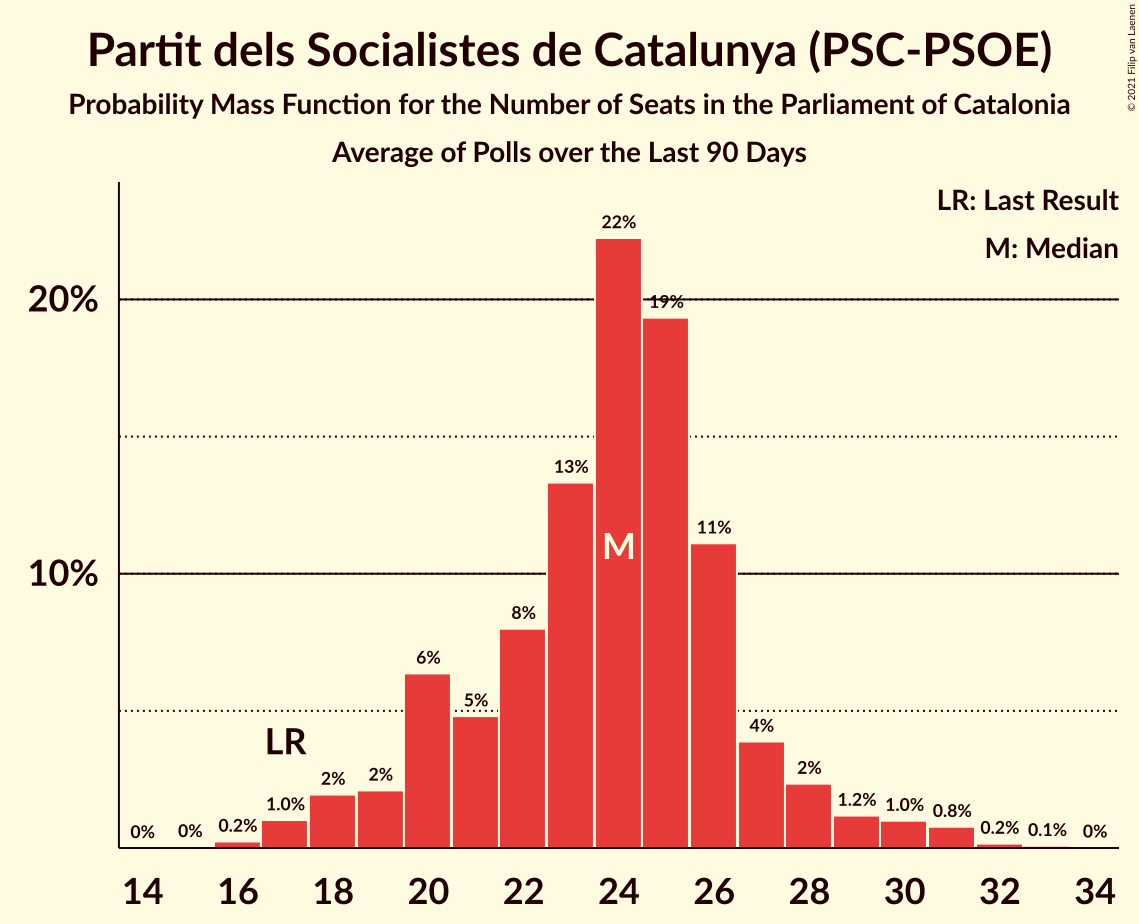 Partit dels Socialistes de Catalunya (PSC-PSOE)
Probability Mass Function for the Number of Seats in the Parliament of Catalonia
Average of Polls over the Last 90 Days
© 2021 Filip van Laenen
LR: Last Result
M: Median
20%
10%
0% 0% 0.2% 1.0% 2% 2% 6% 5% 8% 13% 22% 19% 11% 4% 2% 1.2% 1.0% 0.8% 0.2% 0.1% 0%
LR
M
14 16 18 20 22 24 26 28 30 32 34